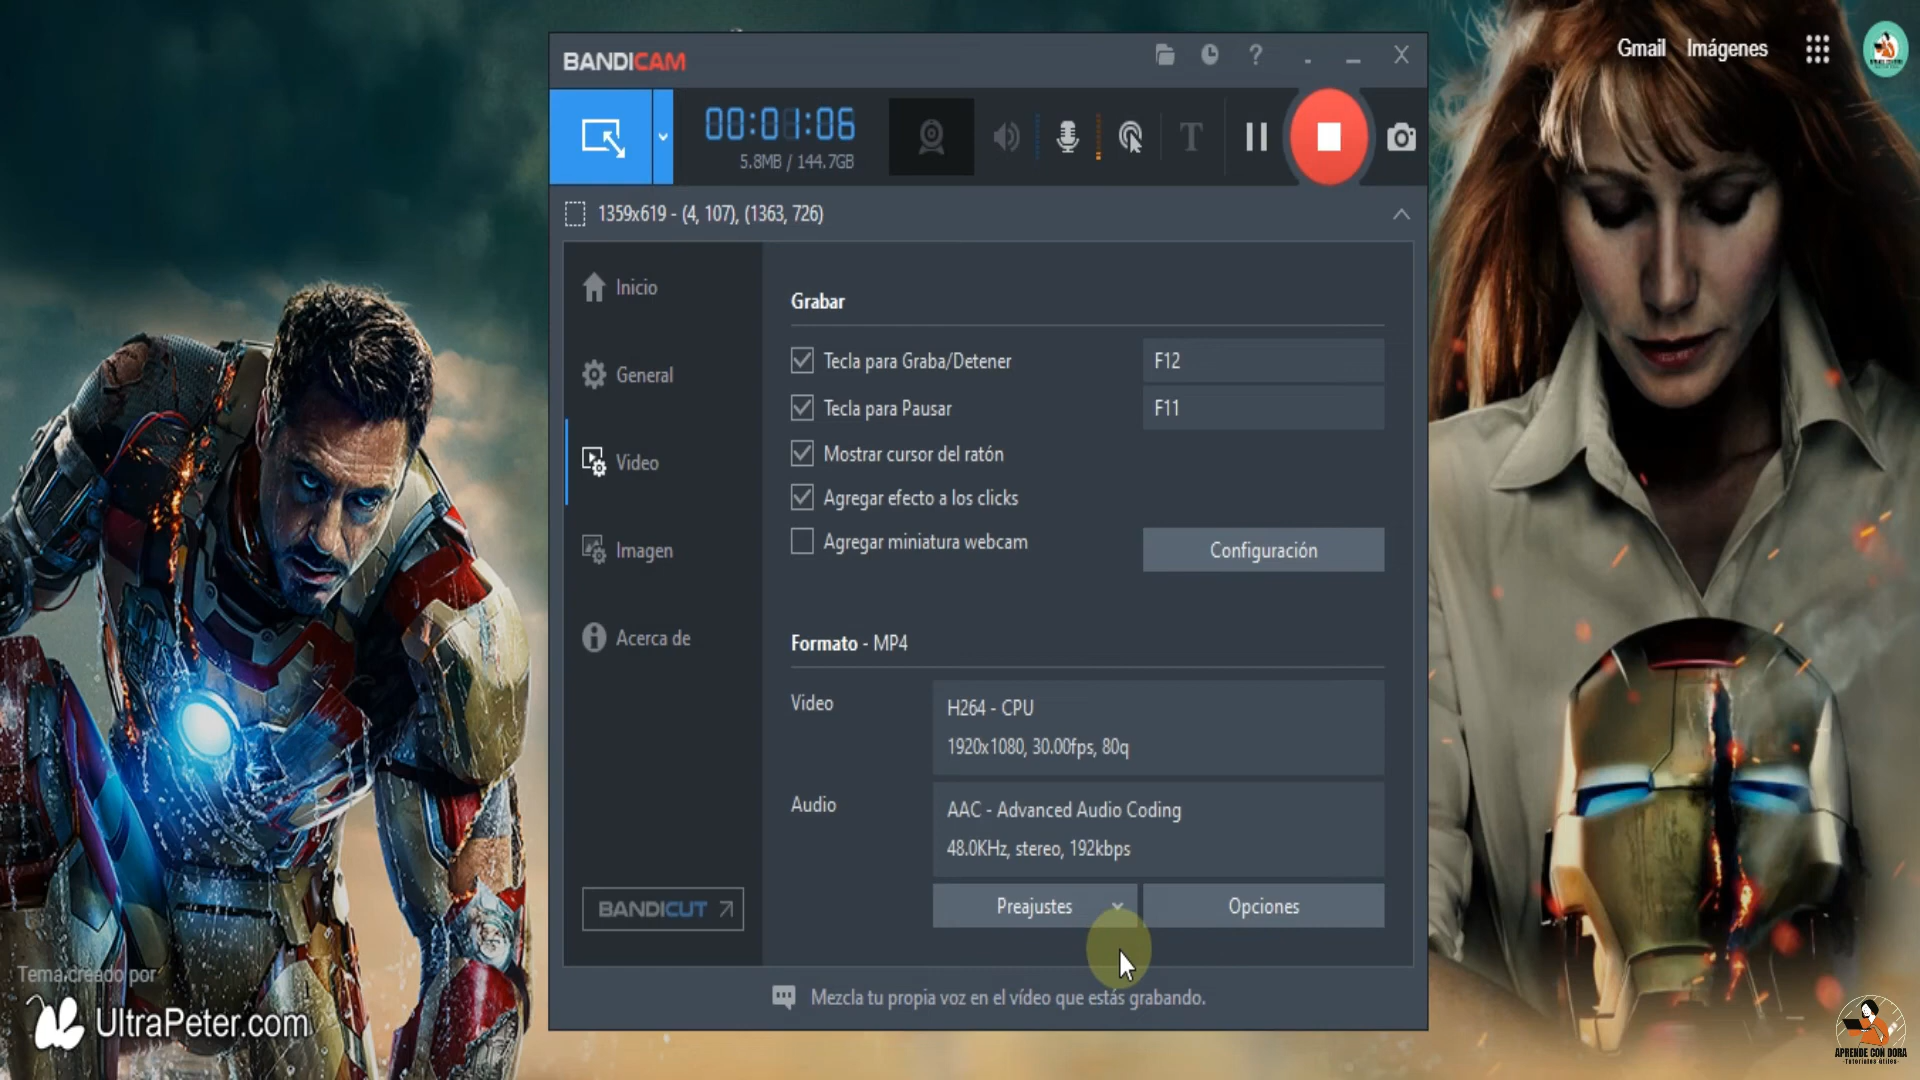 BANDICAM
Gmail
Imágenes
00:01:06
5.8MB / 144.7GB
T
1359x619 - (4, 107), (1363, 726)
Inicio
General
Video
Imagen
Acerca de
BANDICUT
Grabar
Tecla para Graba/Detener
F12
Tecla para Pausar
F11
Mostrar cursor del ratón
Agregar efecto a los clicks
Agregar miniatura webcam
Configuración
Formato - MP4
Video
H264 - CPU
1920x1080, 30.00fps, 80q
Audio
AAC - Advanced Audio Coding
48.0KHz, stereo, 192kbps
Preajustes
Opciones
Mezcla tu propia voz en el vídeo que estás grabando.
Tema creado por
UltraPeter.com
APRENDE CON DORA
-Tutoriales útiles-